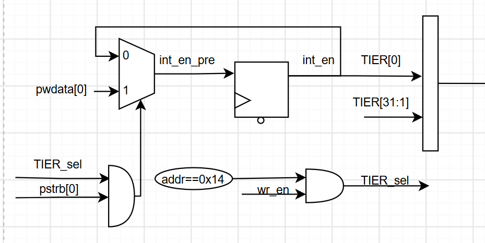 0
int_en_pre
int_en
TIER[0]
pwdata[0]
1
TIER[31:1]
TIER_sel
pstrb[0]
addr==0x14
wr_en
TIER_sel